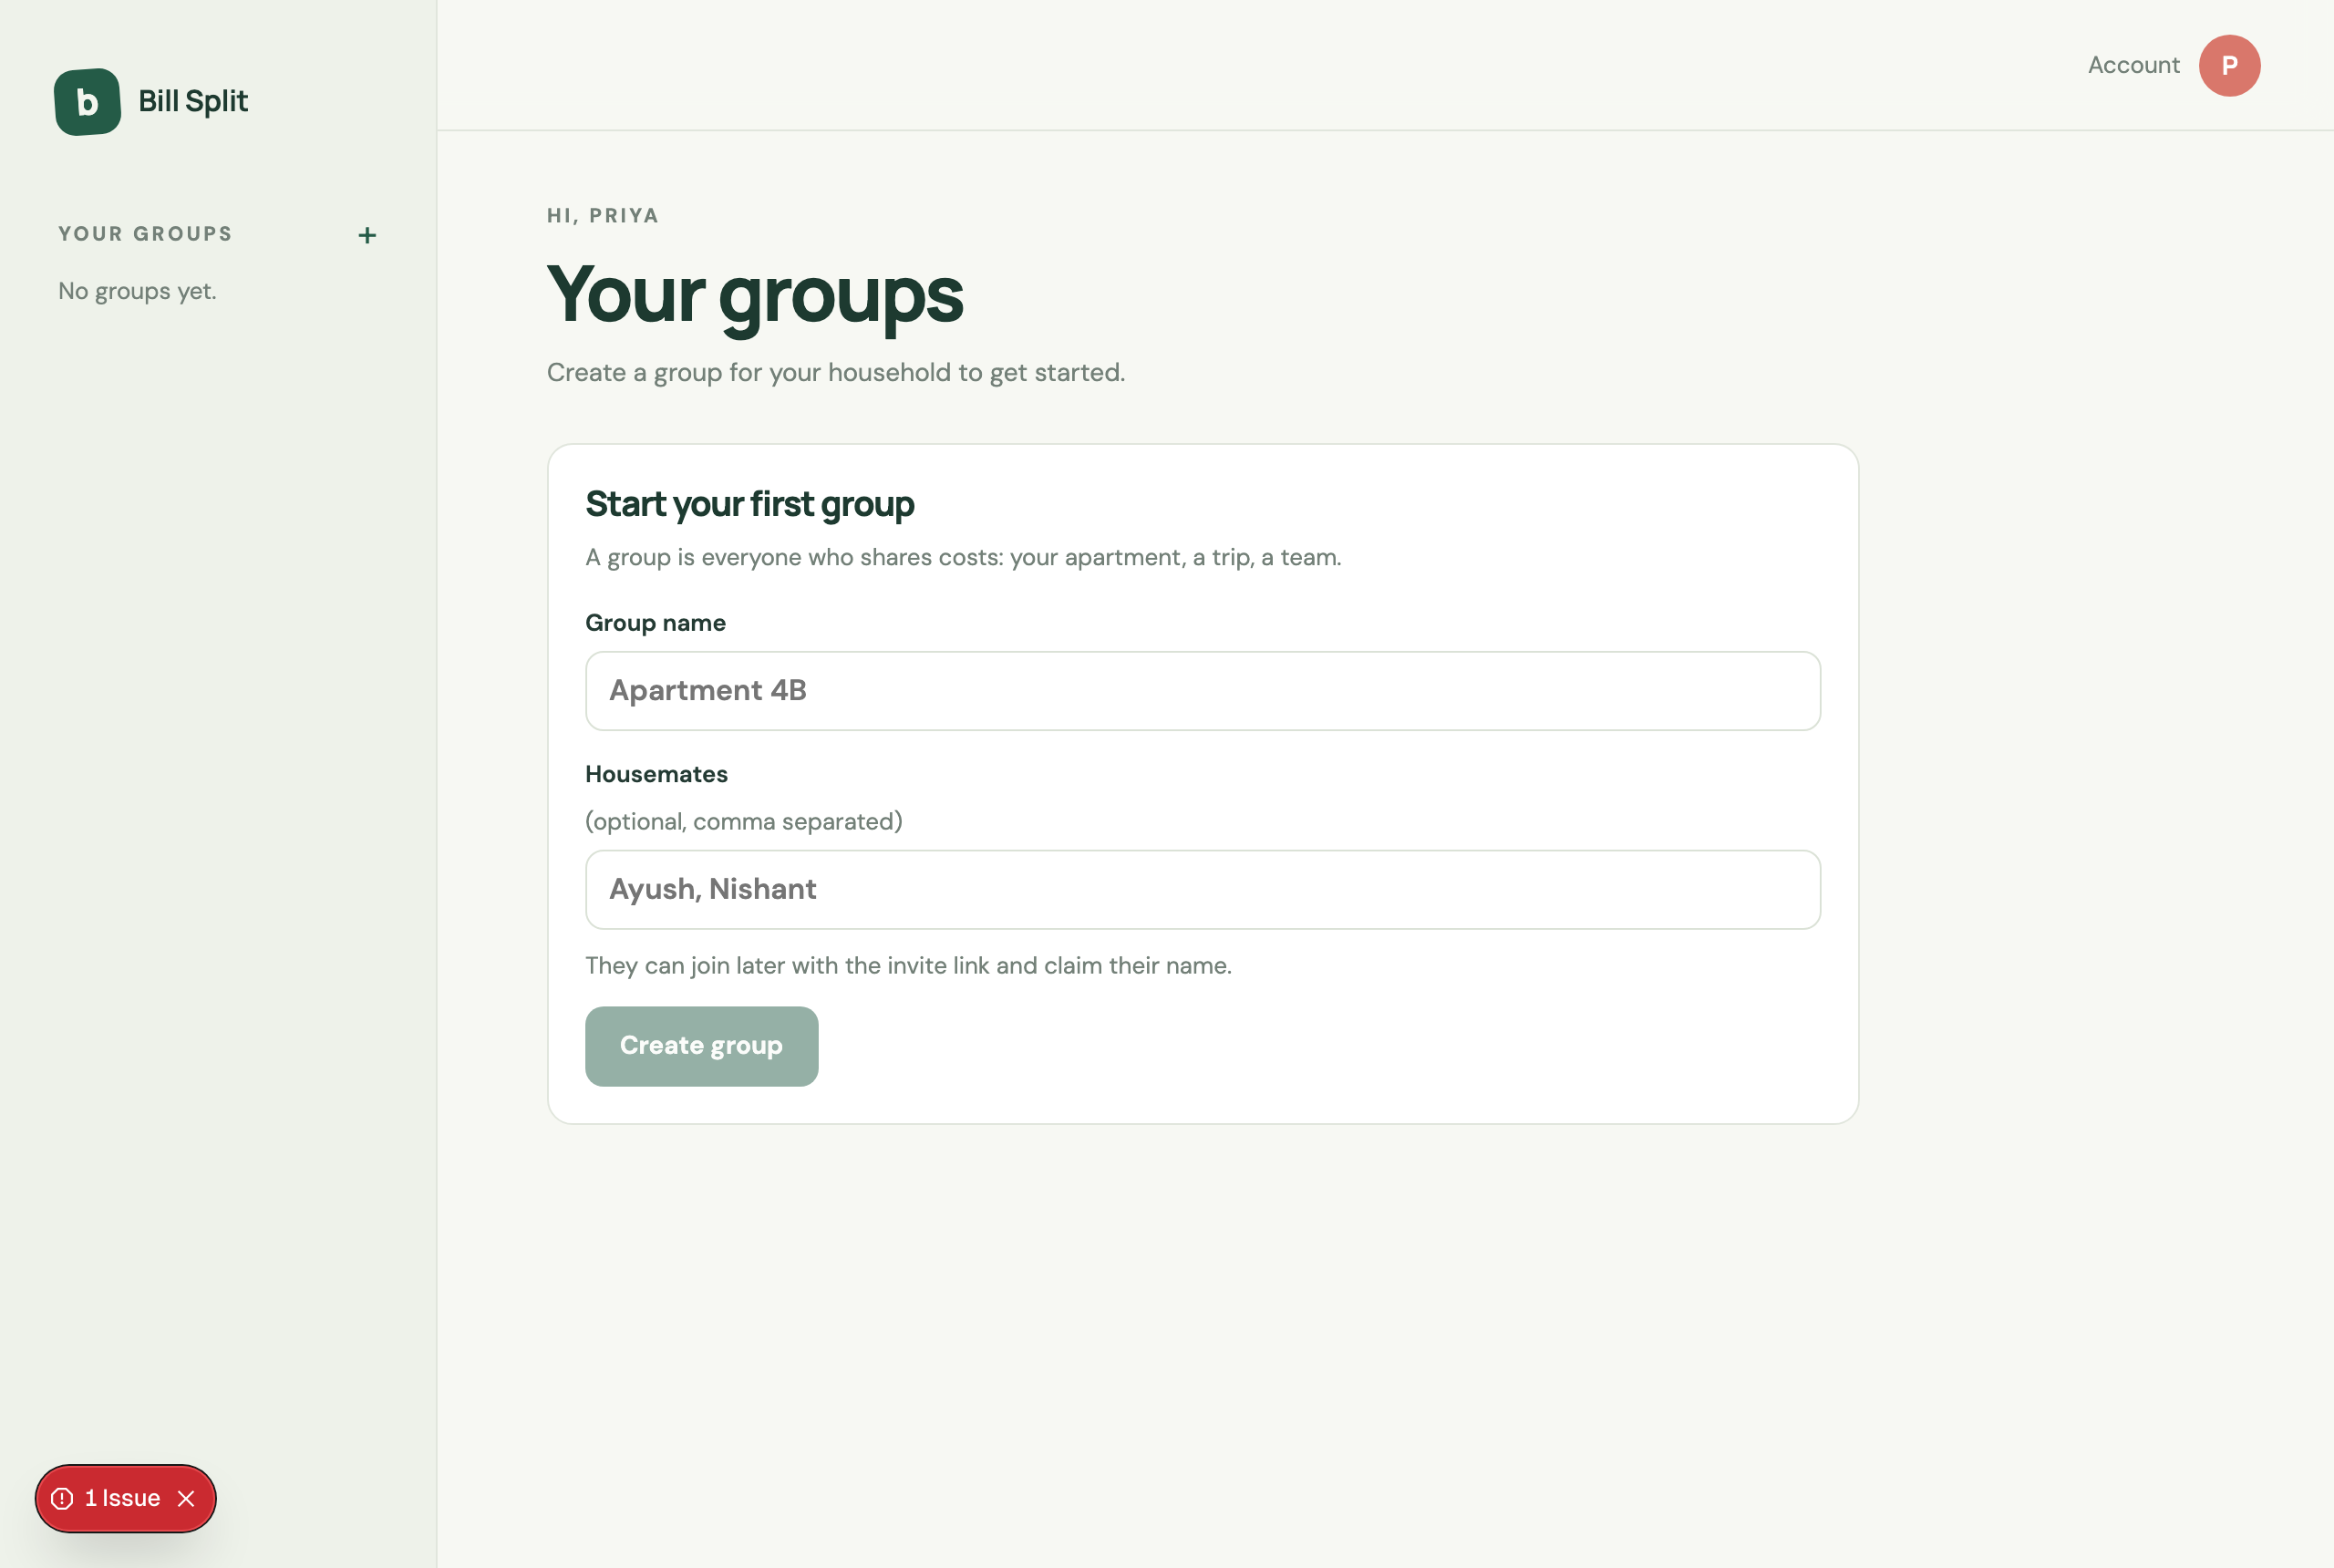 b
Bill Split
Account
P
YOUR GROUPS
+
No groups yet.
HI, PRIYA
Your groups
Create a group for your household to get started.
Start your first group
A group is everyone who shares costs: your apartment, a trip, a team.
Group name
Apartment 4B
Housemates
(optional, comma separated)
Ayush, Nishant
They can join later with the invite link and claim their name.
Create group
1 Issue